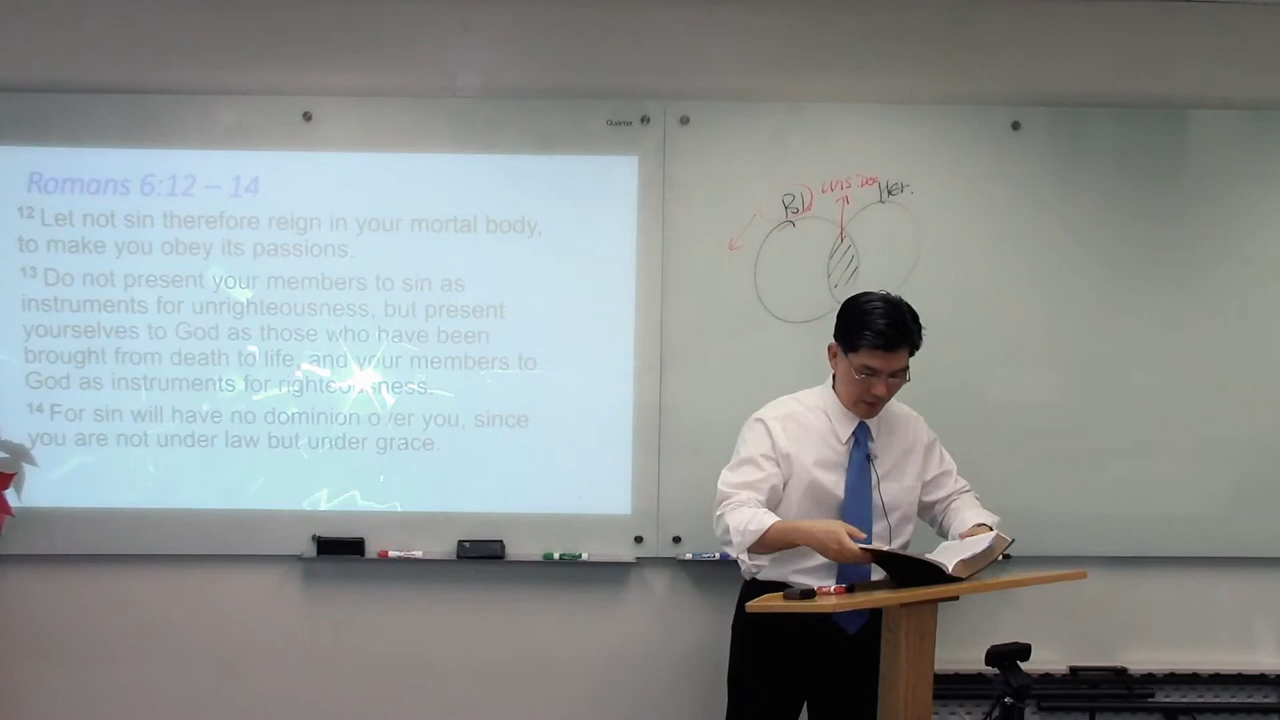 Quartet
Romans 6:12 – 14
12 Let not sin therefore reign in your mortal body,
to make you obey its passions.
13 Do not present your members to sin as
instruments for unrighteousness, but present
yourselves to God as those who have been
brought from death to life, and your members to
God as instruments for righteousness.
14 For sin will have no dominion over you, since
you are not under law but under grace.
Her.